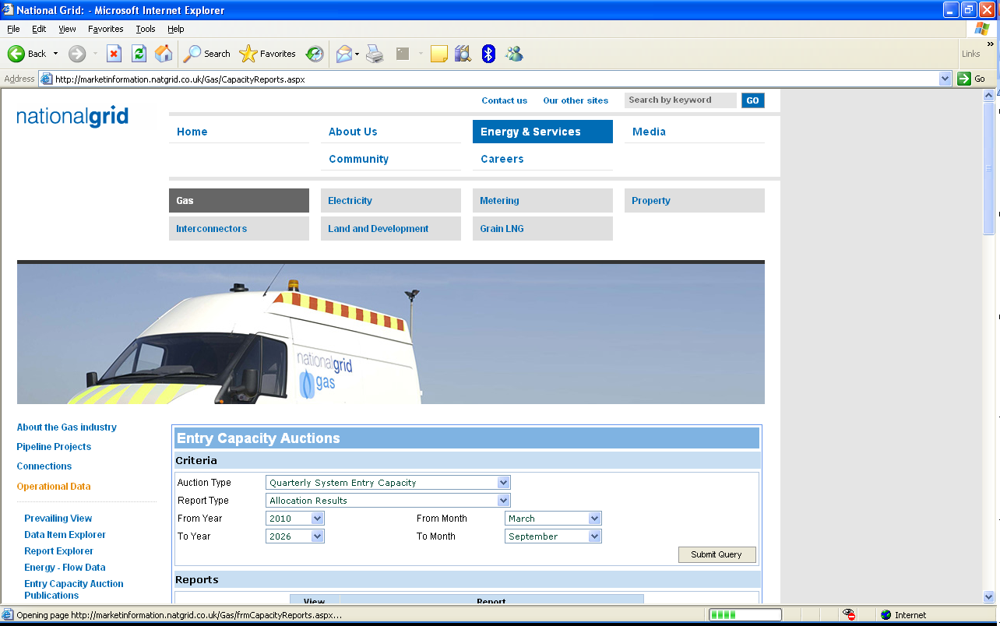 National Grid: - Microsoft Internet Explorer
File Edit View Favorites Tools Help
Back Search Favorites Links
Address http://marketinformation.natgrid.co.uk/Gas/CapacityReports.aspx Go
Contact us Our other sites Search by keyword GO
nationalgrid
Home About Us Energy & Services Media
Community Careers
Gas Electricity Metering Property
Interconnectors Land and Development Grain LNG
nationalgrid
gas
About the Gas industry
Pipeline Projects
Connections
Operational Data
Prevailing View
Data Item Explorer
Report Explorer
Energy - Flow Data
Entry Capacity Auction
Publications
Entry Capacity Auctions
Criteria
Auction Type Quarterly System Entry Capacity
Report Type Allocation Results
From Year 2010 From Month March
To Year 2026 To Month September
Submit Query
Reports
View Report
Opening page http://marketinformation.natgrid.co.uk/Gas/frmCapacityReports.aspx... Internet